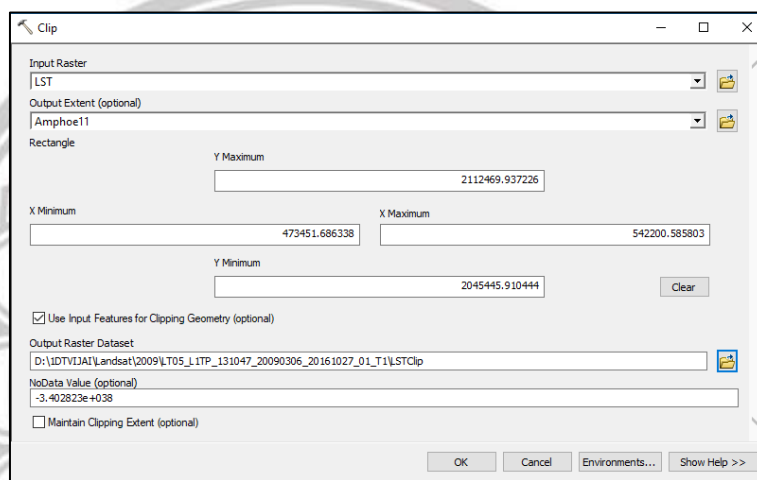 Clip
Input Raster
LST
Output Extent (optional)
Amphoe11
Rectangle
Y Maximum
2112469.937226
X Minimum
X Maximum
473451.686338
542200.585803
Y Minimum
2045445.910444
Clear
Use Input Features for Clipping Geometry (optional)
Output Raster Dataset
D:\1DTVIJAI\Landsat\2009\LT05_L1TP_131047_20090306_20161027_01_T1\LSTClip
NoData Value (optional)
-3.402823e+038
Maintain Clipping Extent (optional)
OK Cancel Environments... Show Help >>